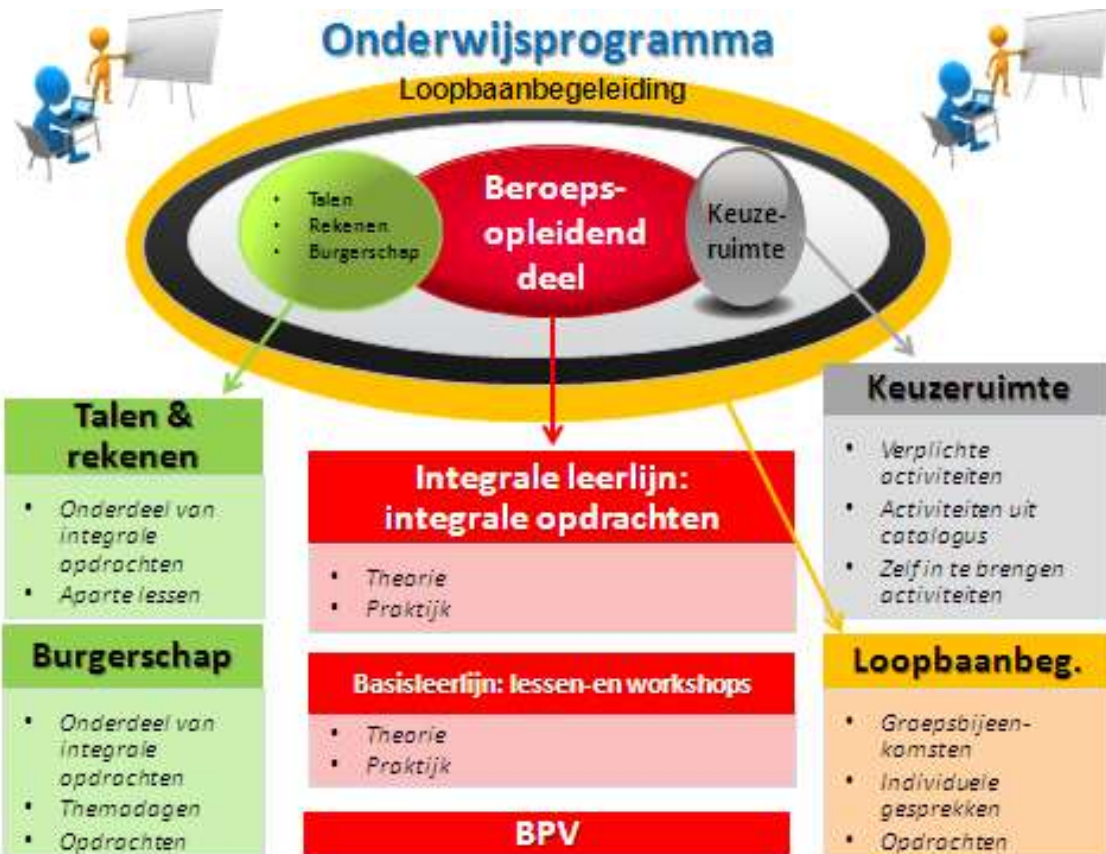 Onderwijsprogramma
Loopbaanbegeleiding
• Talen
• Rekenen
• Burgerschap
Beroeps-
opleidend
deel
Keuze-
ruimte
Talen &
rekenen
• Onderdeel van
integrale
opdrachten
• Aparte lessen
Burgerschap
• Onderdeel van
integrale
opdrachten
• Themadagen
• Opdrachten
Integrale leerlijn:
integrale opdrachten
• Theorie
• Praktijk
Basisleerlijn: lessen-en workshops
• Theorie
• Praktijk
BPV
Keuzeruimte
• Verplichte
activiteiten
• Activiteiten uit
catalogus
• Zelf in te brengen
activiteiten
Loopbaanbeg.
• Groepsbijeen-
komsten
• Individuele
gesprekken
• Opdrachten